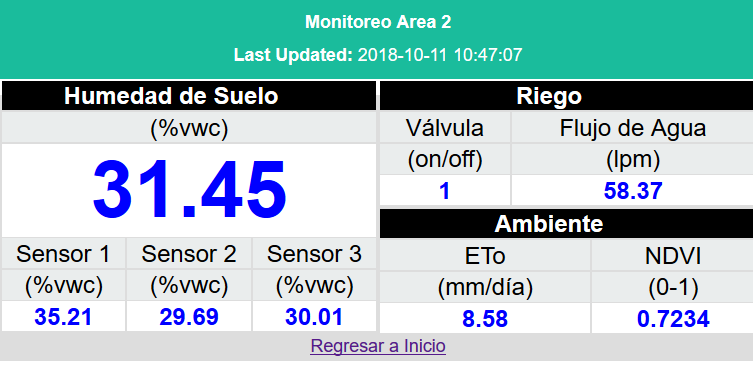 Monitoreo Area 2
Last Updated: 2018-10-11 10:47:07
Humedad de Suelo
(%vwc)
31.45
Sensor 1 Sensor 2 Sensor 3
(%vwc) (%vwc) (%vwc)
35.21 29.69 30.01
Riego
Válvula Flujo de Agua
(on/off) (lpm)
1 58.37
Ambiente
ETo NDVI
(mm/día) (0-1)
8.58 0.7234
Regresar a Inicio